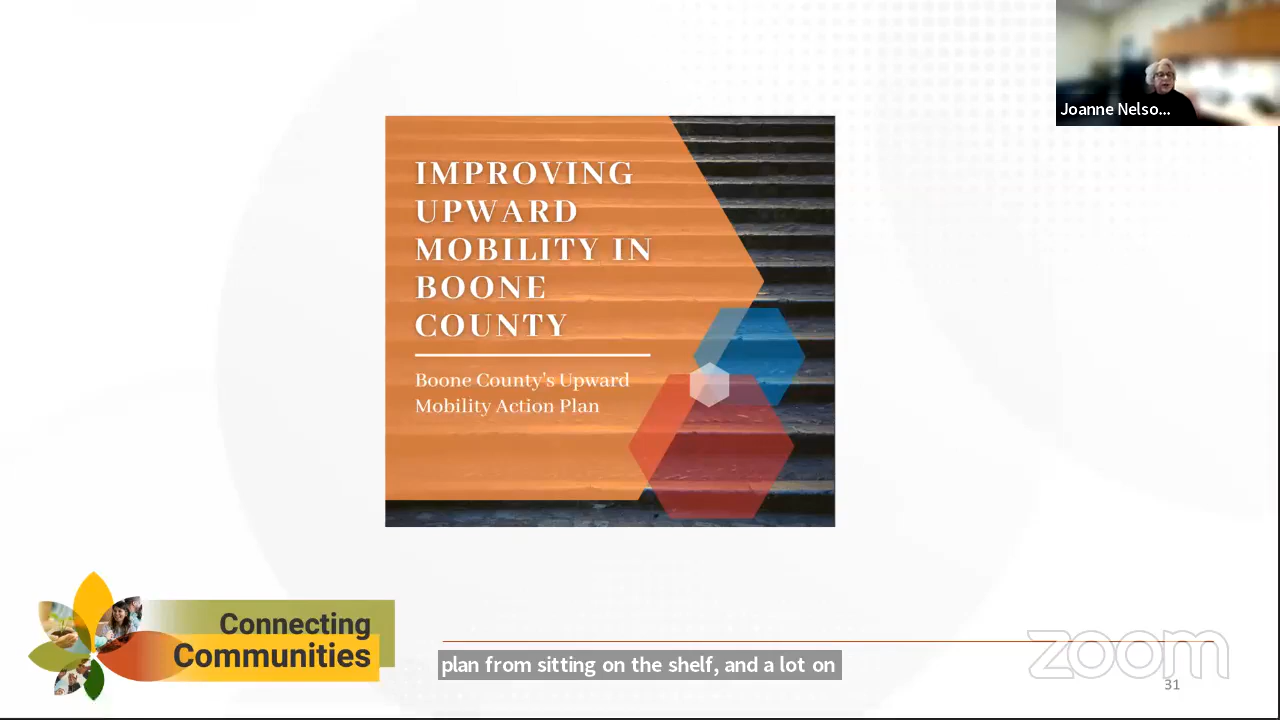 Joanne Nelso...
IMPROVING
UPWARD
MOBILITY IN
BOONE
COUNTY
Boone County's Upward
Mobility Action Plan
Connecting
Communities
plan from sitting on the shelf, and a lot on
zoom
31